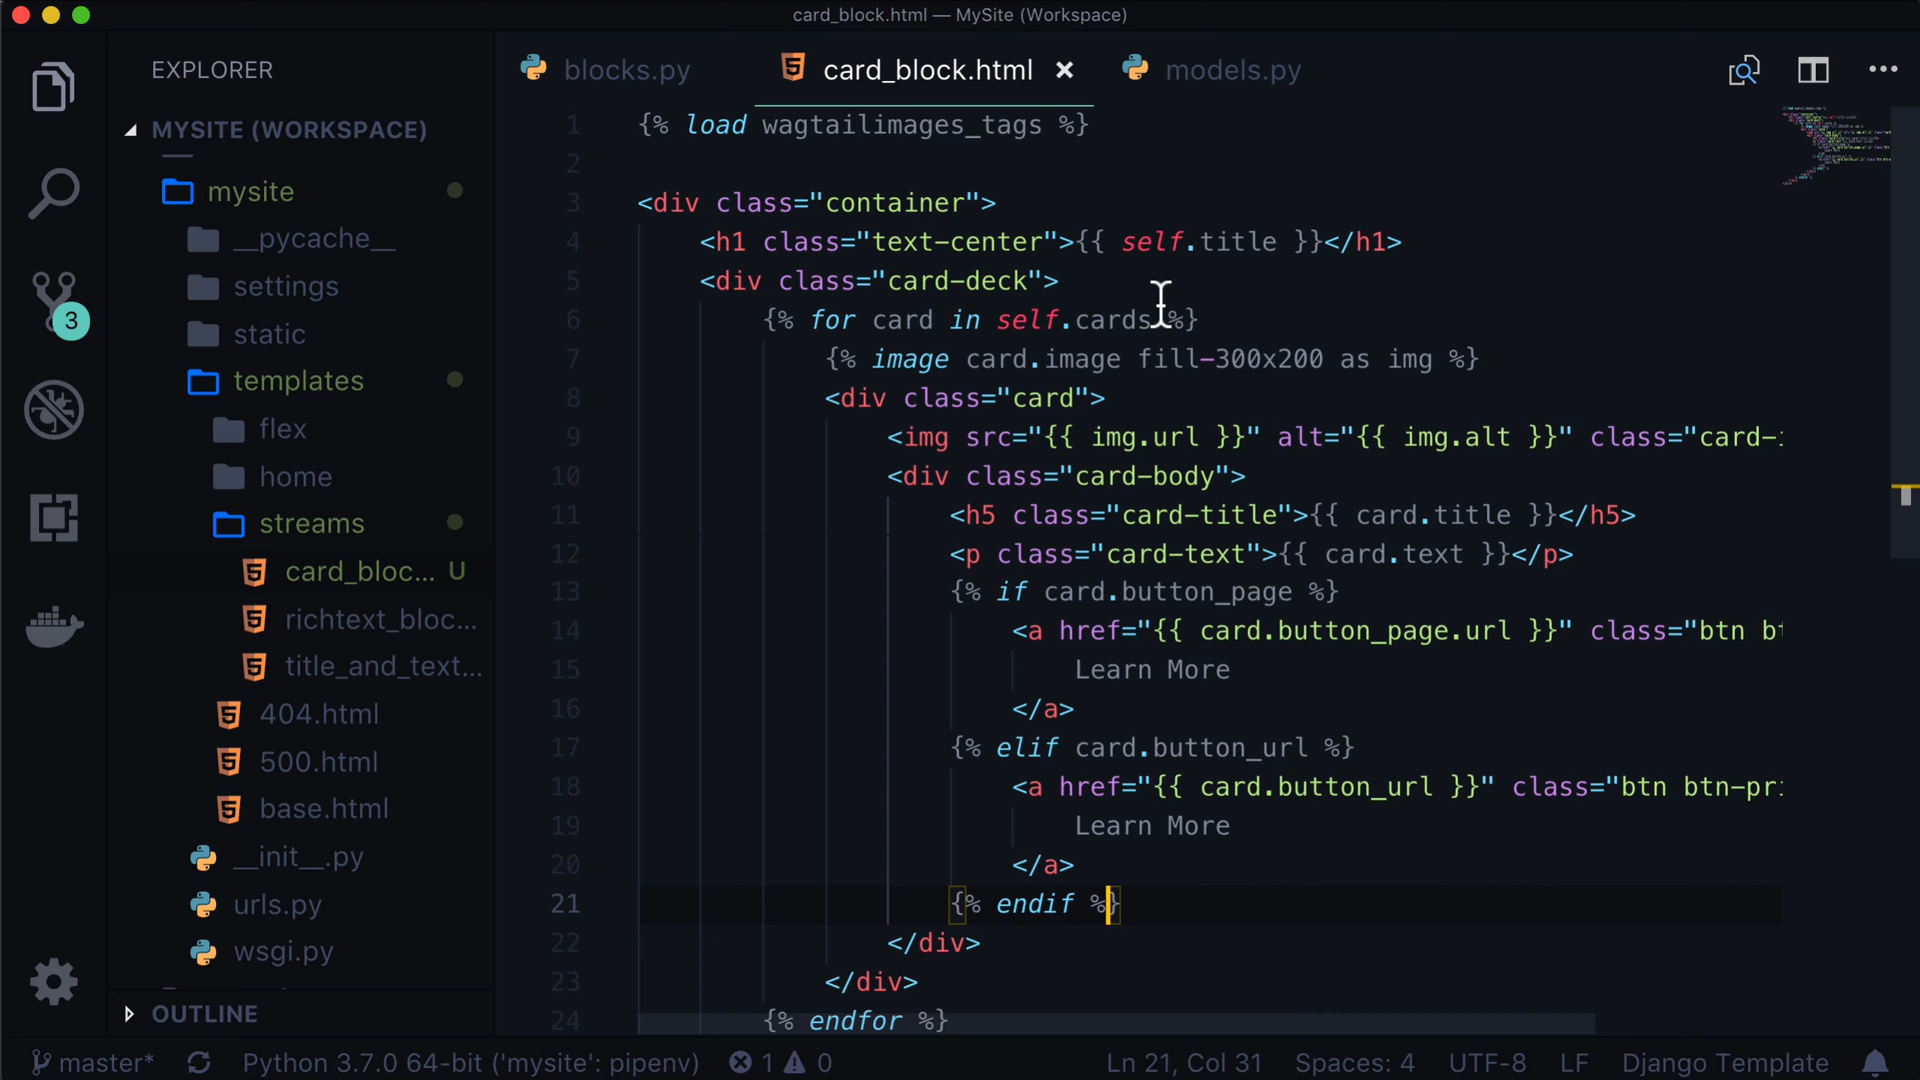 card_block.html — MySite (Workspace)
EXPLORER
MYSITE (WORKSPACE)
mysite
__pycache__
settings
static
templates
flex
home
streams
card_bloc... U
richtext_bloc...
title_and_text...
404.html
500.html
base.html
__init__.py
urls.py
wsgi.py
OUTLINE
3
blocks.py card_block.html × models.py
1 {% load wagtailimages_tags %}
2
3 <div class="container">
4 <h1 class="text-center">{{ self.title }}</h1>
5 <div class="card-deck">
6 {% for card in self.cards %}
7 {% image card.image fill-300x200 as img %}
8 <div class="card">
9 <img src="{{ img.url }}" alt="{{ img.alt }}" class="card-
10 <div class="card-body">
11 <h5 class="card-title">{{ card.title }}</h5>
12 <p class="card-text">{{ card.text }}</p>
13 {% if card.button_page %}
14 <a href="{{ card.button_page.url }}" class="btn b
15 Learn More
16 </a>
17 {% elif card.button_url %}
18 <a href="{{ card.button_url }}" class="btn btn-pr
19 Learn More
20 </a>
21 {% endif %}
22 </div>
23 </div>
24 {% endfor %}
master* Python 3.7.0 64-bit ('mysite': pipenv) 1 0 Ln 21, Col 31 Spaces: 4 UTF-8 LF Django Template